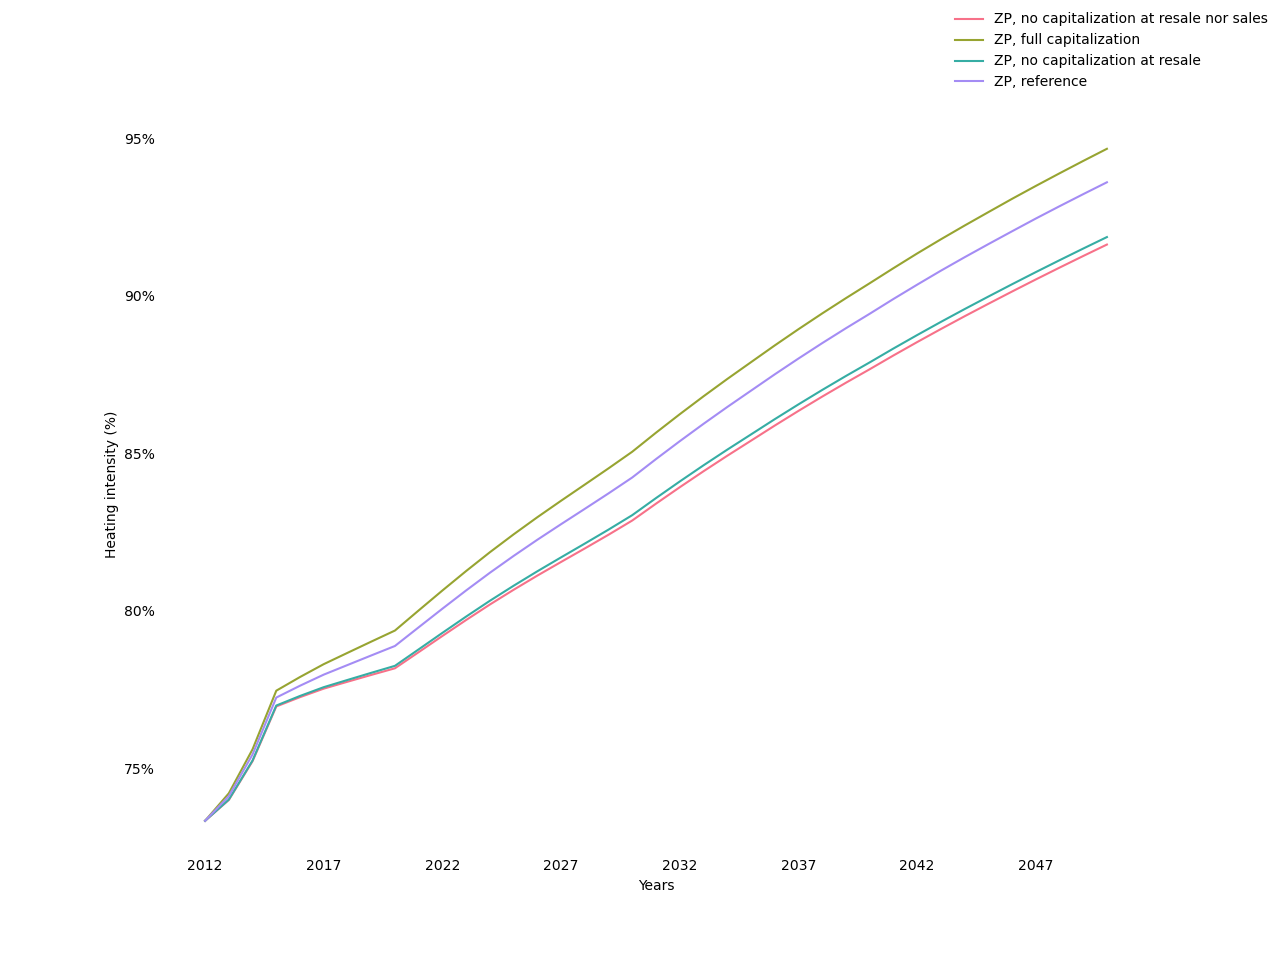 ZP, no capitalization at resale nor sales
ZP, full capitalization
ZP, no capitalization at resale
ZP, reference
95%
90%
85%
80%
75%
Heating intensity (%)
2012 2017 2022 2027 2032 2037 2042 2047
Years